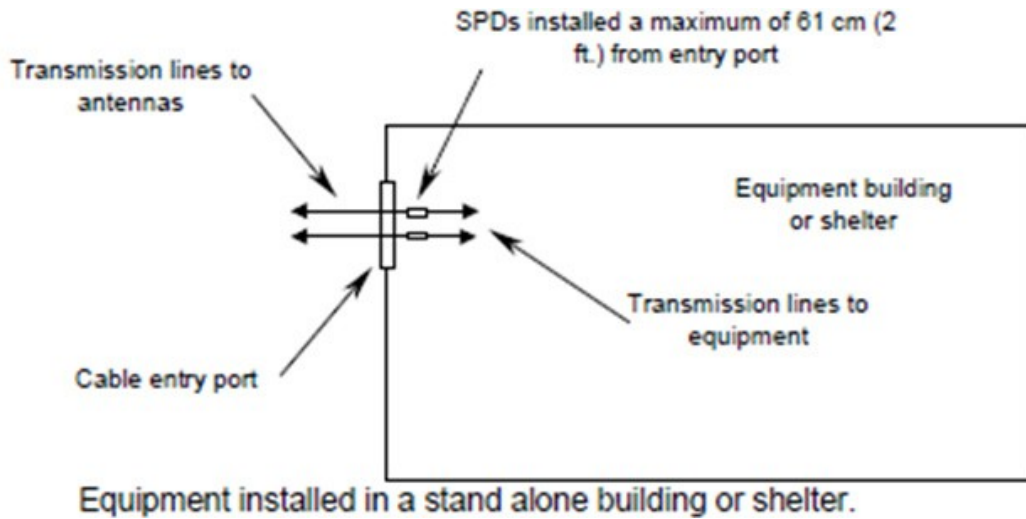 SPDs installed a maximum of 61 cm (2
ft.) from entry port
Transmission lines to
antennas
Equipment building
or shelter
Transmission lines to
equipment
Cable entry port
Equipment installed in a stand alone building or shelter.